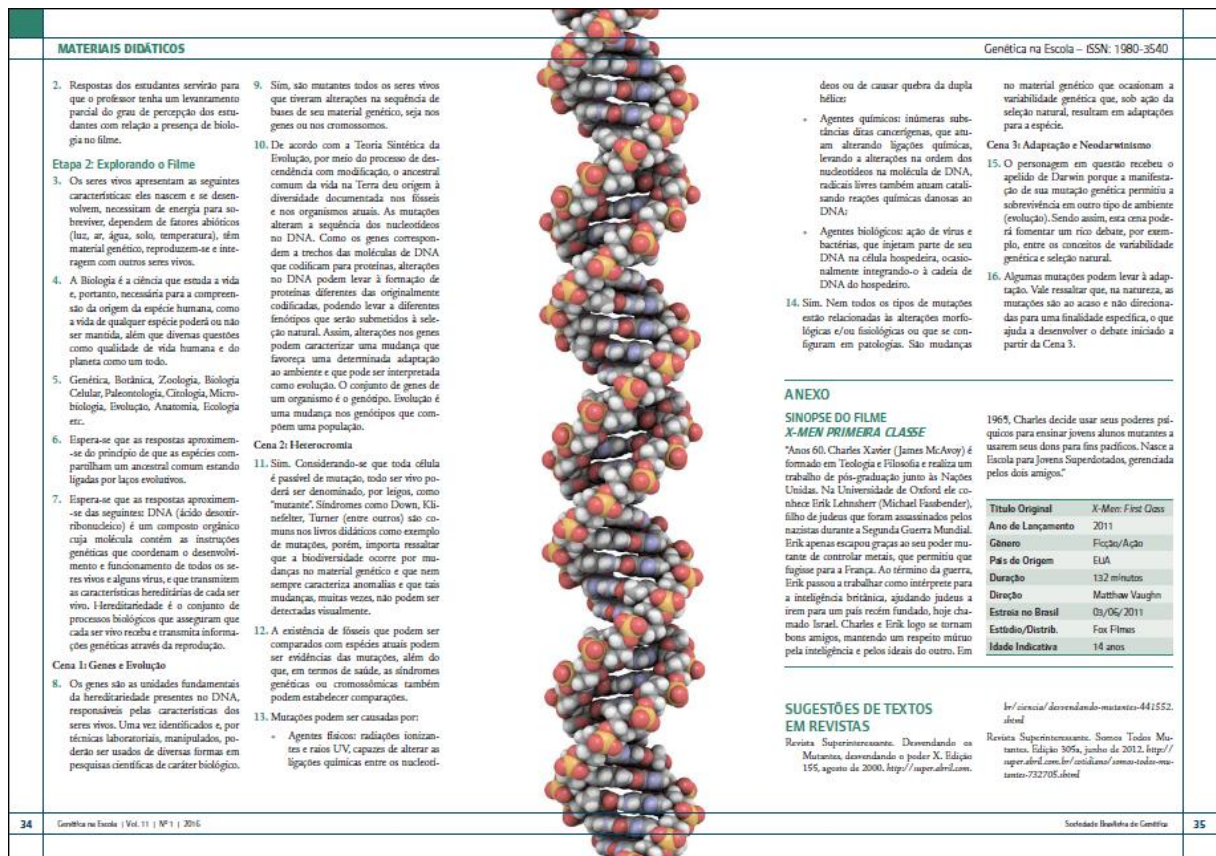 MATERIAIS DIDÁTICOS
Genética na Escola – ISSN: 1980-3540
2. Respostas dos estudantes servirão para
que o professor tenha um levantamento
parcial do grau de percepção dos estu-
dantes com relação a presença de biolo-
gia no filme.
Etapa 2: Explorando o Filme
3. Os seres vivos apresentam as seguintes
características: eles nascem e se desen-
volvem, necessitam de energia para so-
breviver, dependem de fatores abióticos
(luz, ar, água, solo, temperatura), têm
material genético, reproduzem-se e inte-
ragem com outros seres vivos.
4. A Biologia é a ciência que estuda a vida
e, portanto, necessária para a compreen-
são da origem da espécie humana, como
a vida de qualquer espécie poderá ou não
ser mantida, além que diversas questões
como qualidade de vida humana e do
planeta como um todo.
5. Genética, Botânica, Zoologia, Biologia
Celular, Paleontologia, Citologia, Micro-
biologia, Evolução, Anatomia, Ecologia
etc.
6. Espera-se que as respostas aproximem-
-se do princípio de que as espécies com-
partilham um ancestral comum estando
ligadas por laços evolutivos.
7. Espera-se que as respostas aproximem-
-se das seguintes: DNA (ácido desoxir-
ribonucleico) é um composto orgânico
cuja molécula contém as instruções
genéticas que coordenam o desenvolvi-
mento e funcionamento de todos os se-
res vivos e alguns vírus, e que transmitem
as características hereditárias de cada ser
vivo. Hereditariedade é o conjunto de
processos biológicos que asseguram que
cada ser vivo receba e transmita informa-
ções genéticas através da reprodução.
Cena 1: Genes e Evolução
8. Os genes são as unidades fundamentais
da hereditariedade presentes no DNA,
responsáveis pelas características dos
seres vivos. Uma vez identificados e, por
técnicas laboratoriais, manipulados, po-
derão ser usados de diversas formas em
pesquisas científicas de caráter biológico.
9. Sim, são mutantes todos os seres vivos
que tiveram alterações na sequência de
bases de seu material genético, seja nos
genes ou nos cromossomos.
10. De acordo com a Teoria Sintética da
Evolução, por meio do processo de des-
cendência com modificação, o ancestral
comum da vida na Terra deu origem à
diversidade documentada nos fósseis
e nos organismos atuais. As mutações
alteram a sequência dos nucleotídeos
no DNA. Como os genes correspon-
dem a trechos das moléculas de DNA
que codificam para proteínas, alterações
no DNA podem levar à formação de
proteínas diferentes das originalmente
codificadas, podendo levar a diferentes
fenótipos que serão submetidos à sele-
ção natural. Assim, alterações nos genes
podem caracterizar uma mudança que
favoreça uma determinada adaptação
ao ambiente e que pode ser interpretada
como evolução. O conjunto de genes de
um organismo é o genótipo. Evolução é
uma mudança nos genótipos que com-
põem uma população.
Cena 2: Heterocromia
11. Sim. Considerando-se que toda célula
é passível de mutação, todo ser vivo po-
derá ser denominado, por leigos, como
"mutante". Síndromes como Down, Kli-
nefelter, Turner (entre outros) são co-
muns nos livros didáticos como exemplo
de mutações, porém, importa ressaltar
que a biodiversidade ocorre por mu-
danças no material genético e que nem
sempre caracteriza anomalias e que tais
mudanças, muitas vezes, não podem ser
detectadas visualmente.
12. A existência de fósseis que podem ser
comparados com espécies atuais podem
ser evidências das mutações, além do
que, em termos de saúde, as síndromes
genéticas ou cromossômicas também
podem estabelecer comparações.
13. Mutações podem ser causadas por:
• Agentes físicos: radiações ionizan-
tes e raios UV, capazes de alterar as
ligações químicas entre os nucleotí-
deos ou de causar quebra da dupla
hélice;
• Agentes químicos: inúmeras subs-
tâncias ditas cancerígenas, que atu-
am alterando ligações químicas,
levando a alterações na ordem dos
nucleotídeos na molécula de DNA,
radicais livres também atuam catali-
sando reações químicas danosas ao
DNA;
• Agentes biológicos: ação de vírus e
bactérias, que injetam parte de seu
DNA na célula hospedeira, ocasio-
nalmente integrando-o à cadeia de
DNA do hospedeiro.
14. Sim. Nem todos os tipos de mutações
estão relacionadas às alterações morfo-
lógicas e/ou fisiológicas ou que se con-
figuram em patologias. São mudanças
no material genético que ocasionam a
variabilidade genética que, sob ação da
seleção natural, resultam em adaptações
para a espécie.
Cena 3: Adaptação e Neodarwinismo
15. O personagem em questão recebeu o
apelido de Darwin porque a manifesta-
ção de sua mutação genética permitiu a
sobrevivência em outro tipo de ambiente
(evolução). Sendo assim, esta cena pode-
rá fomentar um rico debate, por exem-
plo, entre os conceitos de variabilidade
genética e seleção natural.
16. Algumas mutações podem levar à adap-
tação. Vale ressaltar que, na natureza, as
mutações são ao acaso e não direciona-
das para uma finalidade específica, o que
ajuda a desenvolver o debate iniciado a
partir da Cena 3.
ANEXO
SINOPSE DO FILME
X-MEN PRIMEIRA CLASSE
"Anos 60. Charles Xavier (James McAvoy) é
formado em Teologia e Filosofia e realiza um
trabalho de pós-graduação junto às Nações
Unidas. Na Universidade de Oxford ele co-
nhece Erik Lehnsherr (Michael Fassbender),
filho de judeus que foram assassinados pelos
nazistas durante a Segunda Guerra Mundial.
Erik apenas escapou graças ao seu poder mu-
tante de controlar metais, que permitiu que
fugisse para a França. Ao término da guerra,
Erik passou a trabalhar como intérprete para
a inteligência britânica, ajudando judeus a
irem para um país recém fundado, hoje cha-
mado Israel. Charles e Erik logo se tornam
bons amigos, mantendo um respeito mútuo
pela inteligência e pelos ideais do outro. Em
1965, Charles decide usar seus poderes psí-
quicos para ensinar jovens alunos mutantes a
usarem seus dons para fins pacíficos. Nasce a
Escola para Jovens Superdotados, gerenciada
pelos dois amigos."
Título Original X-Men: First Class
Ano de Lançamento 2011
Gênero Ficção/Ação
País de Origem EUA
Duração 132 minutos
Direção Matthew Vaughn
Estreia no Brasil 03/06/2011
Estúdio/Distrib. Fox Filmes
Idade Indicativa 14 anos
SUGESTÕES DE TEXTOS
EM REVISTAS
Revista Superinteressante. Desvendando os
Mutantes, desvendando o poder X. Edição
155, agosto de 2000. http://super.abril.com.
br/ciencia/desvendando-mutantes-441552.
shtml
Revista Superinteressante. Somos Todos Mu-
tantes. Edição 305a, junho de 2012. http://
super.abril.com.br/cotidiano/somos-todos-mu-
tantes-732705.shtml
34 Genética na Escola | Vol. 11 | Nº 1 | 2016
Sociedade Brasileira de Genética 35